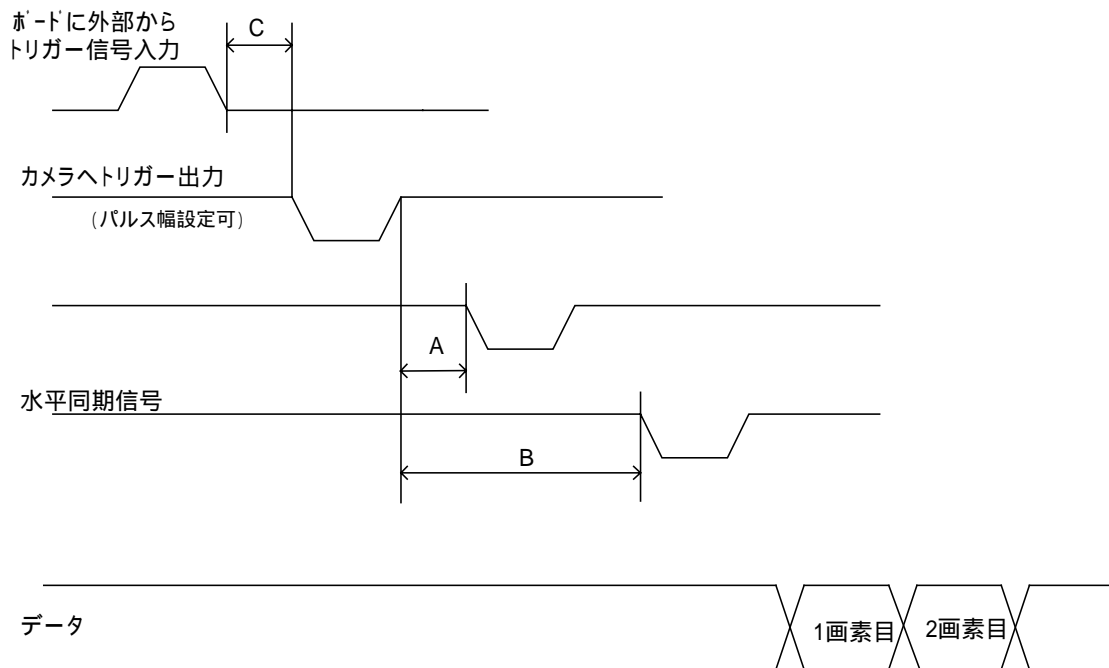 ﾎﾞｰﾄﾞに外部から
トリガー信号入力
C
カメラへトリガー出力
(パルス幅設定可)
A
水平同期信号
B
データ
1画素目
2画素目